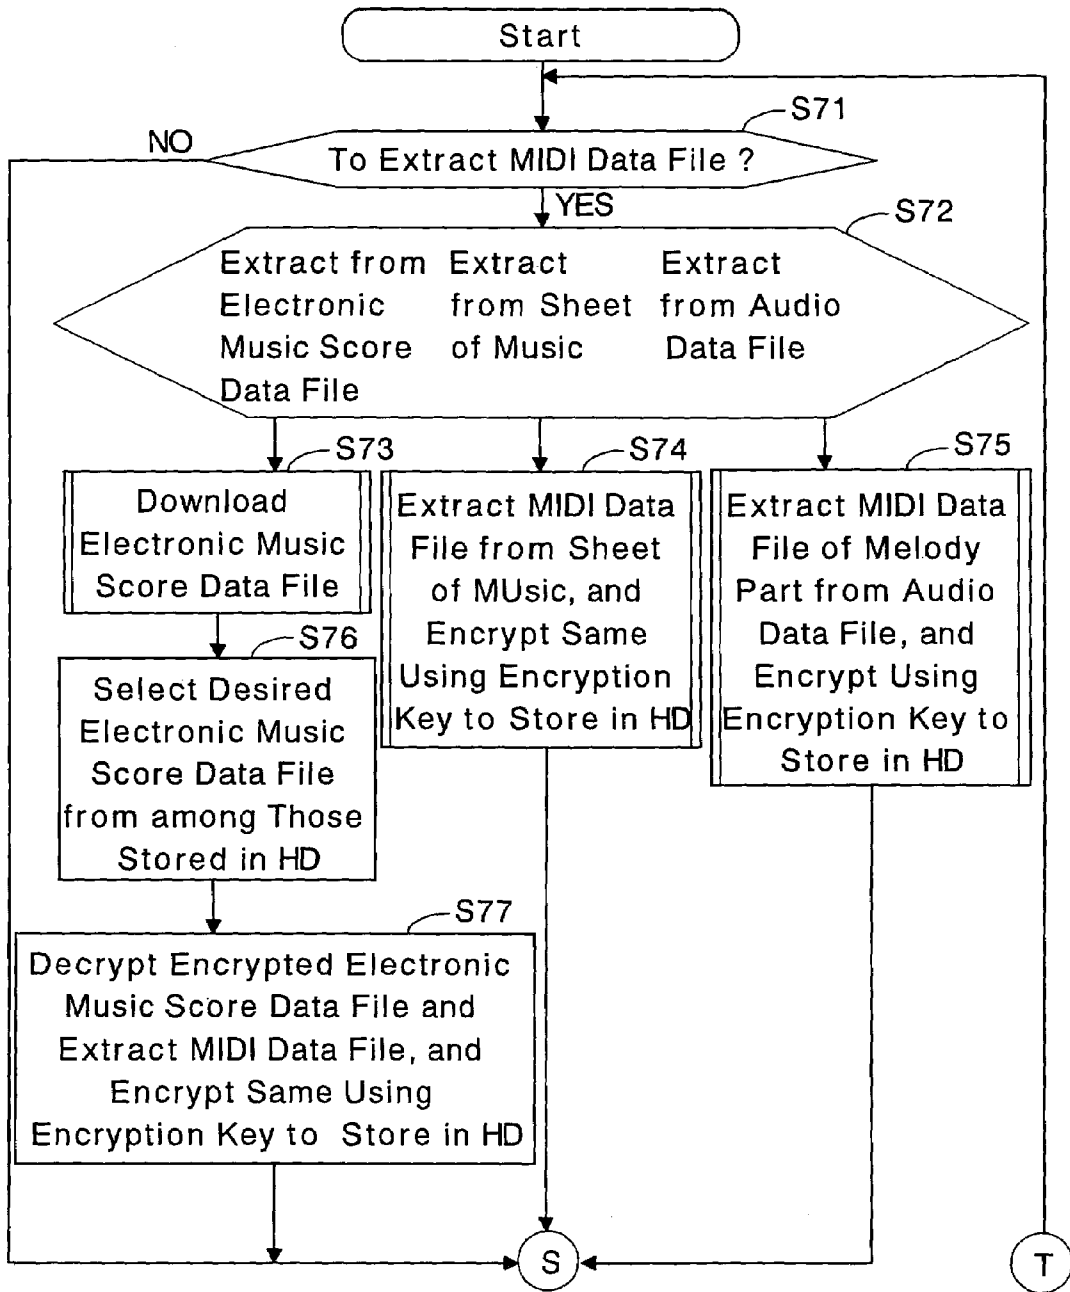 Start
S71
NO
To Extract MIDI Data File ?
YES
S72
Extract from
Electronic
Music Score
Data File
Extract
from Sheet
of Music
Extract
from Audio
Data File
S73
Download
Electronic Music
Score Data File
S74
Extract MIDI Data
File from Sheet
of MUsic, and
Encrypt Same
Using Encryption
Key to Store in HD
S75
Extract MIDI Data
File of Melody
Part from Audio
Data File, and
Encrypt Using
Encryption Key to
Store in HD
S76
Select Desired
Electronic Music
Score Data File
from among Those
Stored in HD
S77
Decrypt Encrypted Electronic
Music Score Data File and
Extract MIDI Data File, and
Encrypt Same Using
Encryption Key to Store in HD
S
T